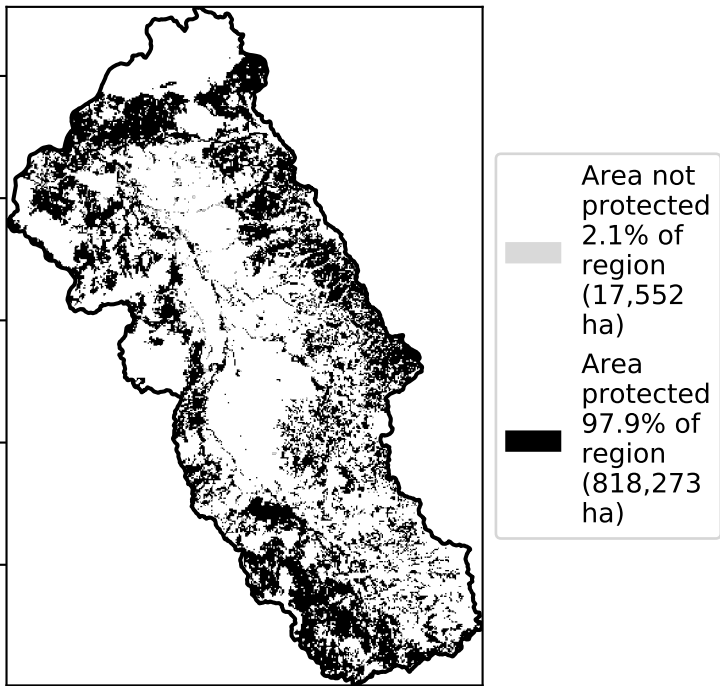 Area not
protected
2.1% of
region
(17,552
ha)
Area
protected
97.9% of
region
(818,273
ha)